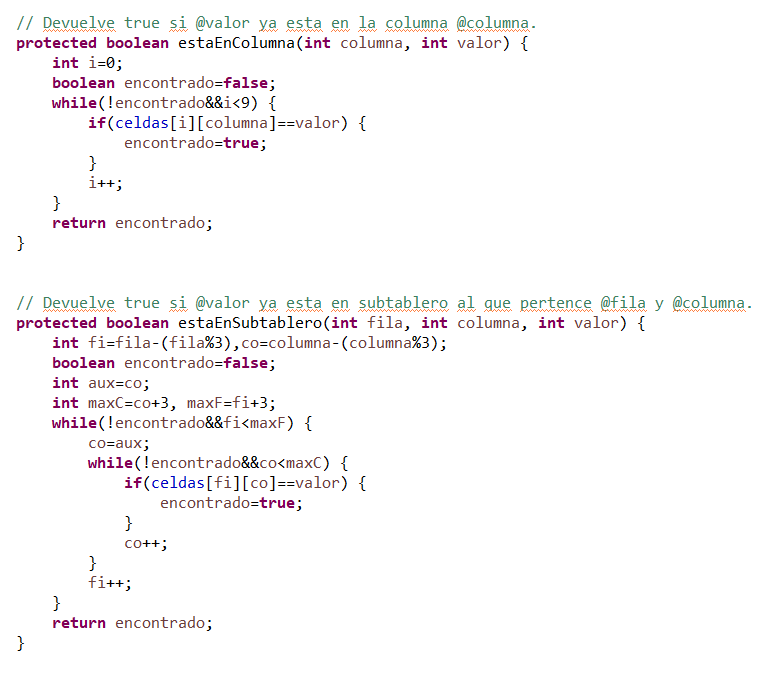 // Devuelve true si @valor ya esta en la columna @columna.
protected boolean estaEnColumna(int columna, int valor) {
    int i=0;
    boolean encontrado=false;
    while(!encontrado&&i<9) {
        if(celdas[i][columna]==valor) {
            encontrado=true;
        }
        i++;
    }
    return encontrado;
}
// Devuelve true si @valor ya esta en subtablero al que pertence @fila y @columna.
protected boolean estaEnSubtablero(int fila, int columna, int valor) {
    int fi=fila-(fila%3),co=columna-(columna%3);
    boolean encontrado=false;
    int aux=co;
    int maxC=co+3, maxF=fi+3;
    while(!encontrado&&fi<maxF) {
        co=aux;
        while(!encontrado&&co<maxC) {
            if(celdas[fi][co]==valor) {
                encontrado=true;
            }
            co++;
        }
        fi++;
    }
    return encontrado;
}